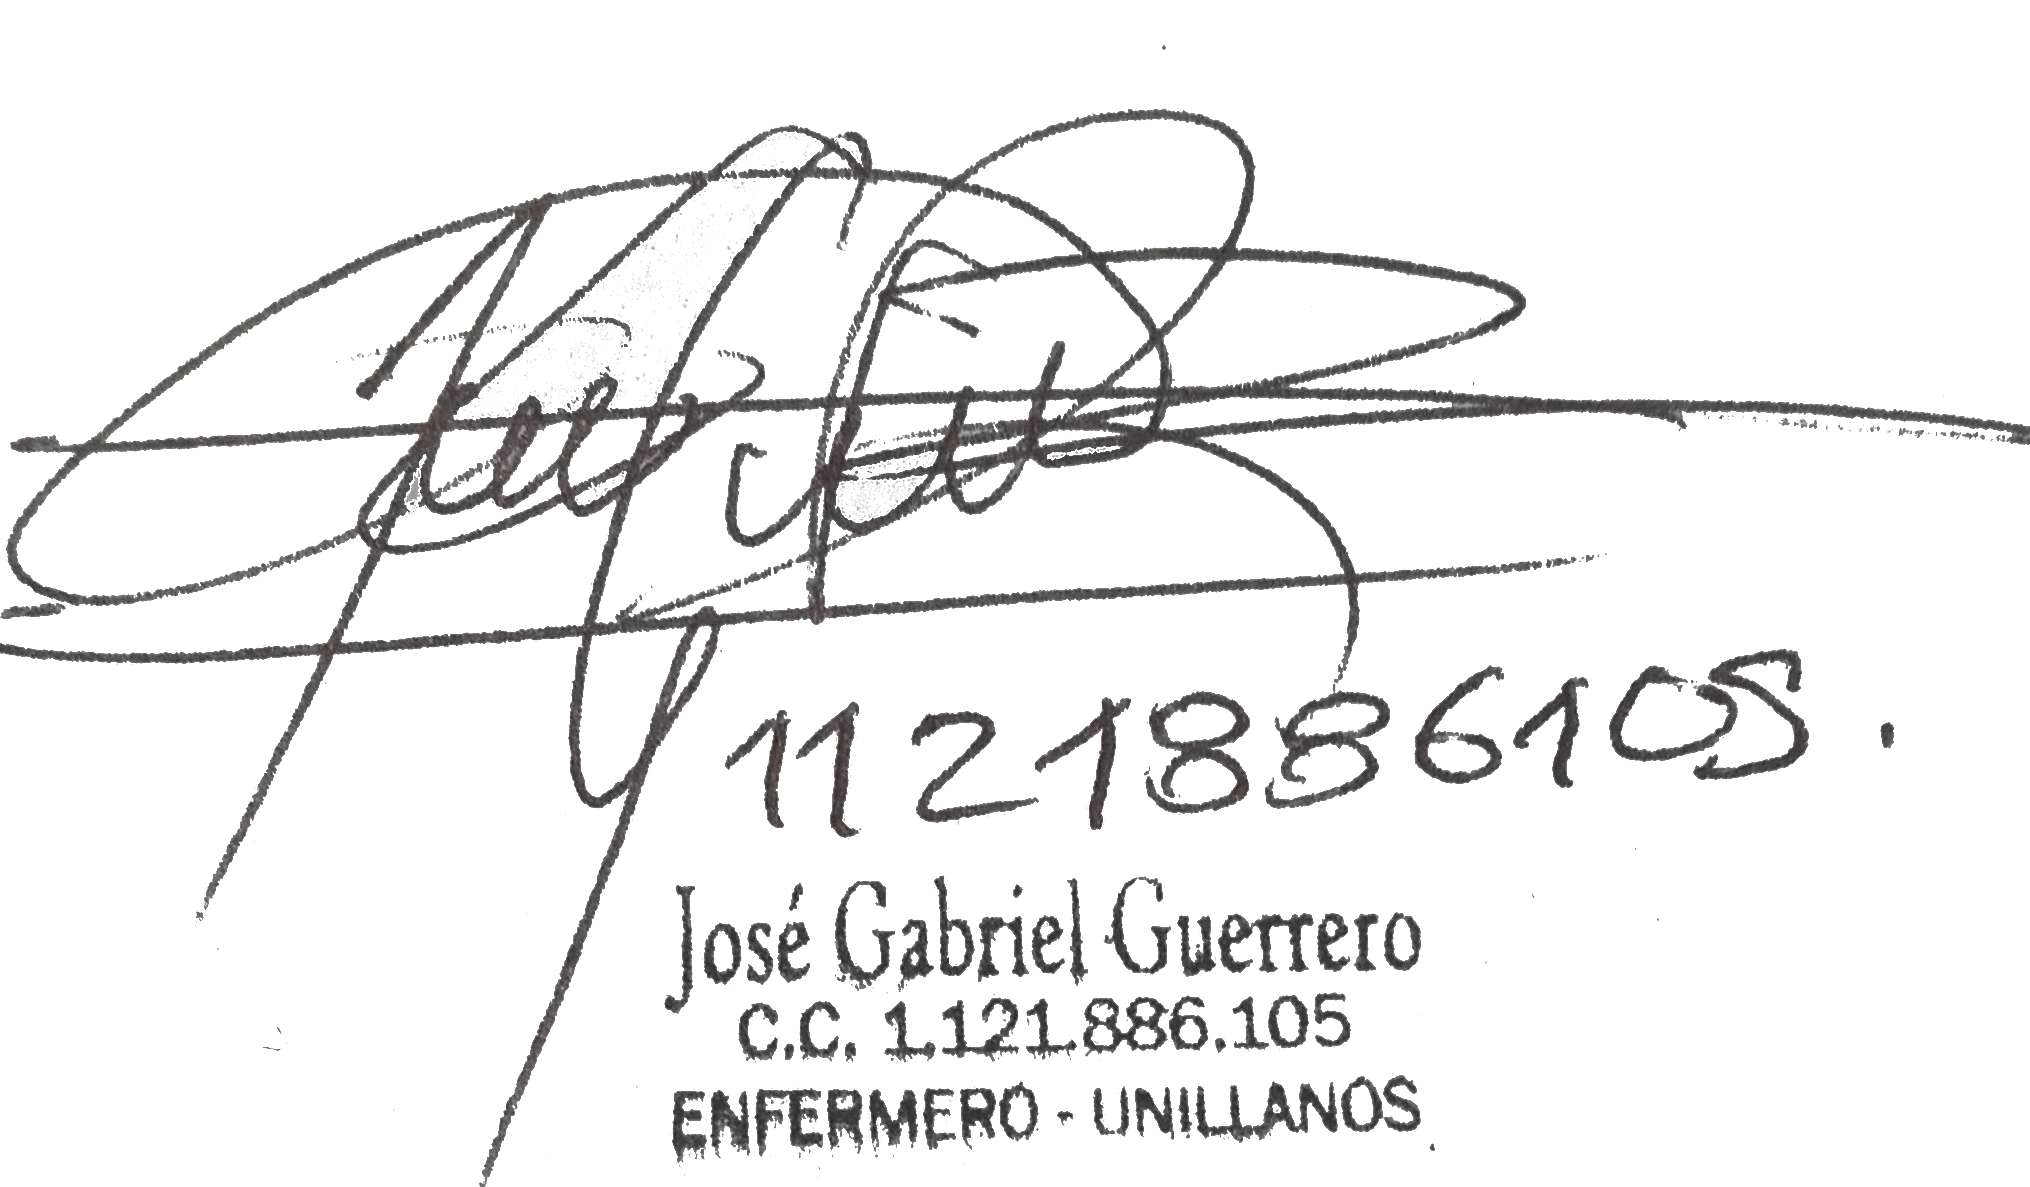 1121886105.
José Gabriel Guerrero
C.C. 1.121.886.105
ENFERMERO - UNILLANOS